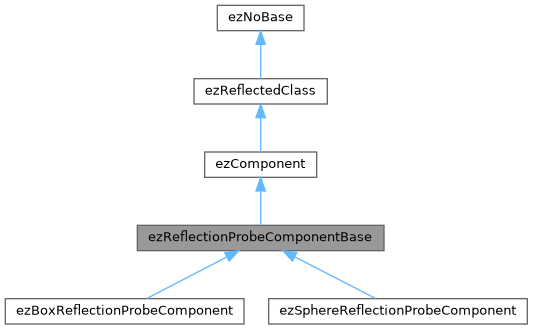 ezNoBase
ezReflectedClass
ezComponent
ezReflectionProbeComponentBase
ezBoxReflectionProbeComponent
ezSphereReflectionProbeComponent